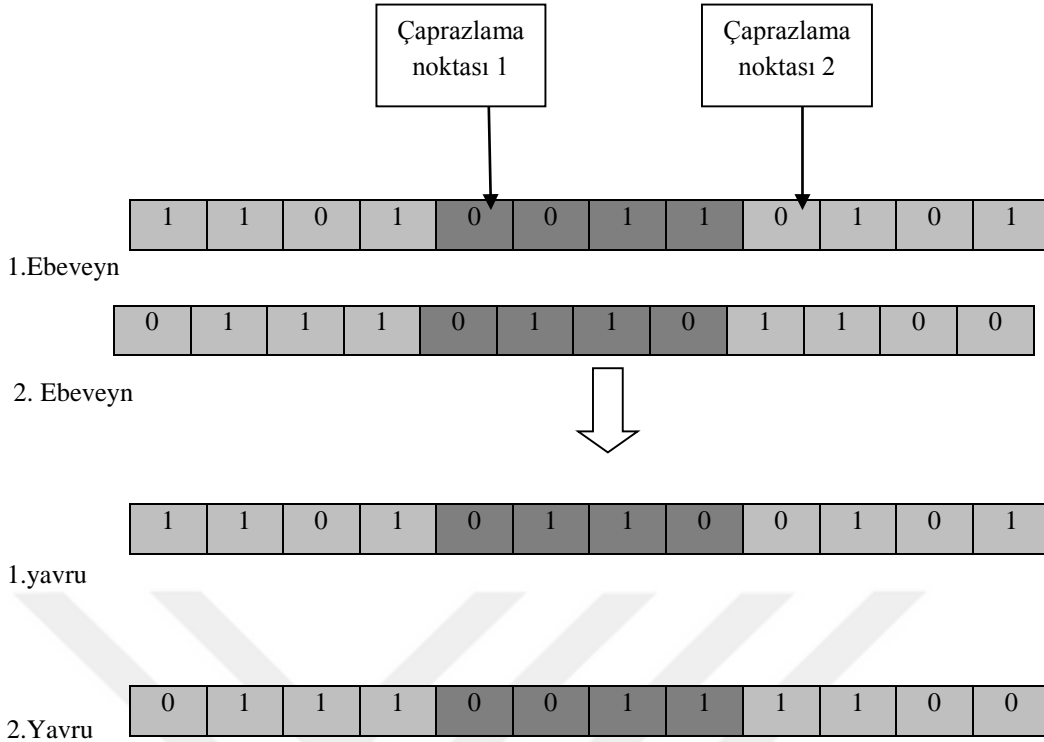 Çaprazlama
noktası 1
Çaprazlama
noktası 2
1 1 0 1 0 0 1 1 0 1 0 1
1.Ebeveyn
0 1 1 1 0 1 1 0 1 1 0 0
2. Ebeveyn
1 1 0 1 0 1 1 0 0 1 0 1
1.yavru
0 1 1 1 0 0 1 1 1 1 0 0
2.Yavru